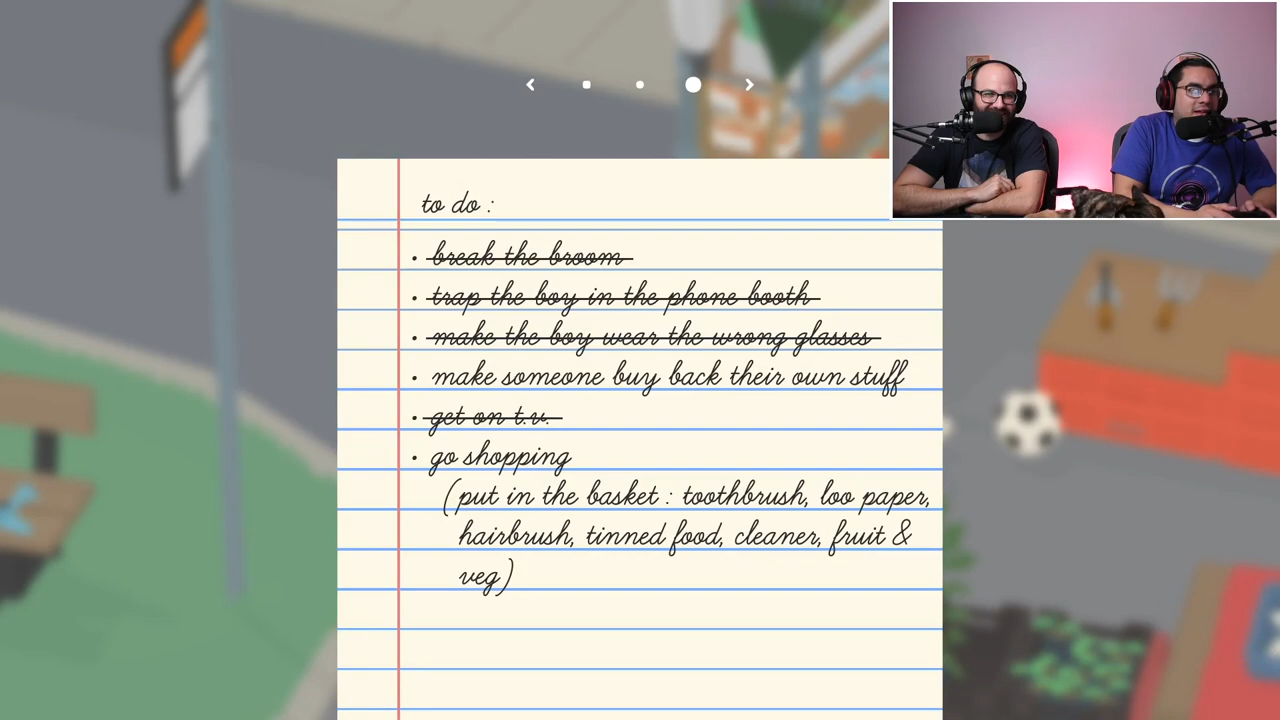 to do :
• break the broom
• trap the boy in the phone booth
• make the boy wear the wrong glasses
• make someone buy back their own stuff
• get on t.v.
• go shopping
(put in the basket : toothbrush, loo paper,
hairbrush, tinned food, cleaner, fruit &
veg)